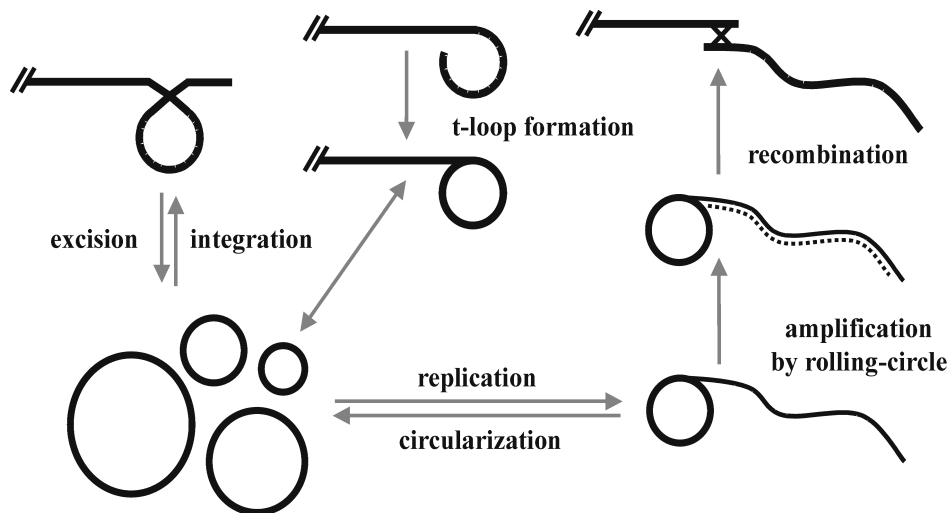 t-loop formation
recombination
excision
integration
amplification
by rolling-circle
replication
circularization